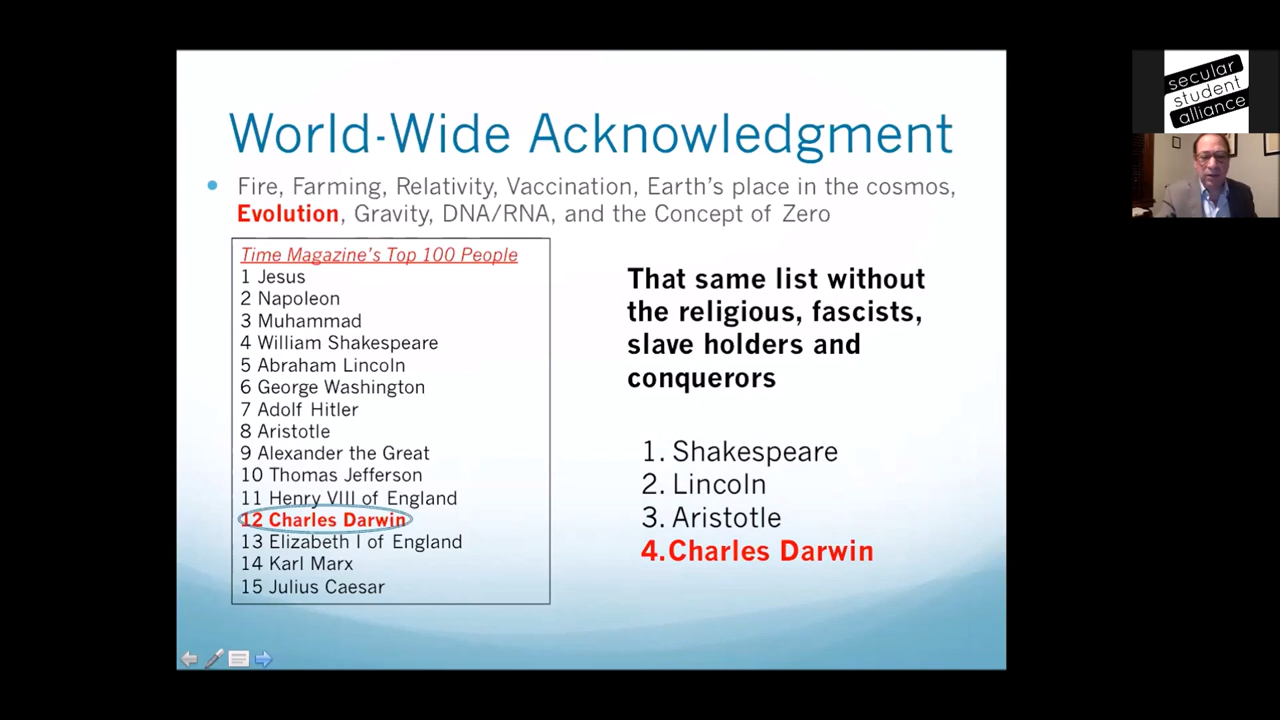 World-Wide Acknowledgment
• Fire, Farming, Relativity, Vaccination, Earth's place in the cosmos,
Evolution, Gravity, DNA/RNA, and the Concept of Zero
Time Magazine's Top 100 People
1 Jesus
2 Napoleon
3 Muhammad
4 William Shakespeare
5 Abraham Lincoln
6 George Washington
7 Adolf Hitler
8 Aristotle
9 Alexander the Great
10 Thomas Jefferson
11 Henry VIII of England
12 Charles Darwin
13 Elizabeth I of England
14 Karl Marx
15 Julius Caesar
That same list without
the religious, fascists,
slave holders and
conquerors
1. Shakespeare
2. Lincoln
3. Aristotle
4.Charles Darwin
secular
student
alliance